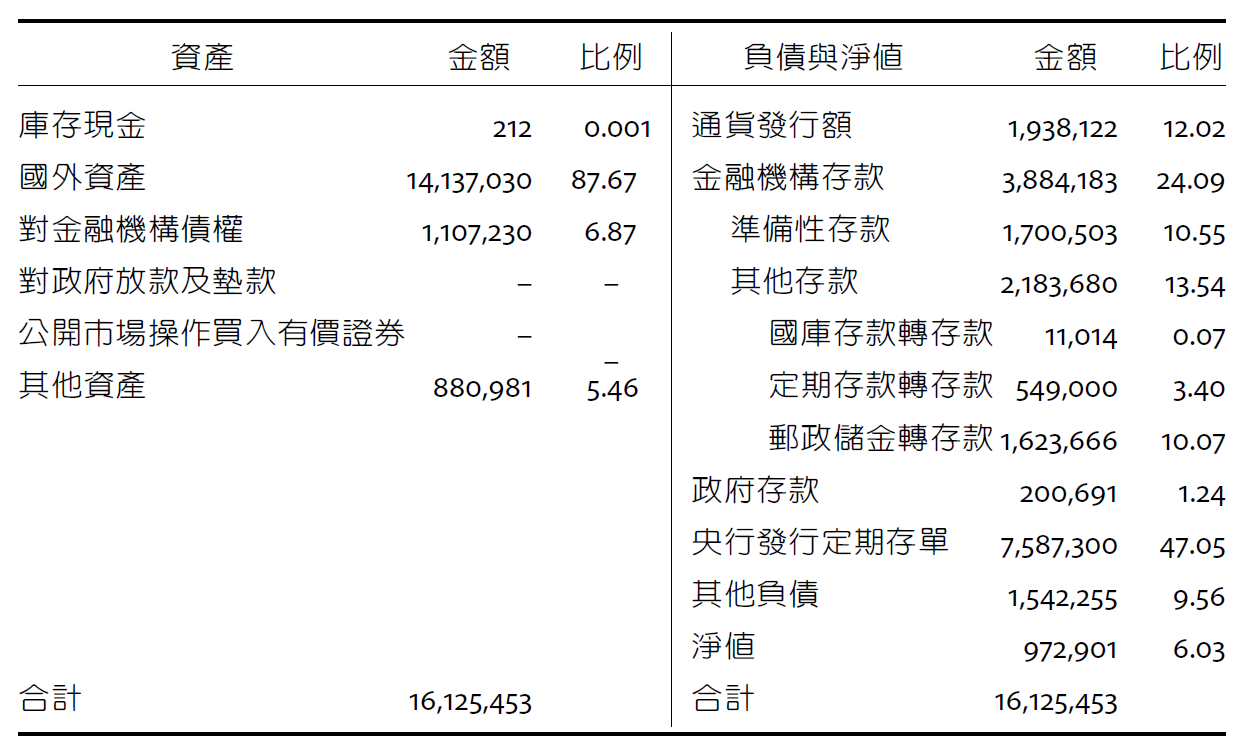 資產 金額 比例 負債與淨值 金額 比例
庫存現金 212 0.001 通貨發行額 1,938,122 12.02
國外資產 14,137,030 87.67 金融機構存款 3,884,183 24.09
對金融機構債權 1,107,230 6.87 準備性存款 1,700,503 10.55
對政府放款及墊款 – – 其他存款 2,183,680 13.54
公開市場操作買入有價證券 – – 國庫存款轉存款 11,014 0.07
其他資產 880,981 5.46 定期存款轉存款 549,000 3.40
郵政儲金轉存款 1,623,666 10.07
政府存款 200,691 1.24
央行發行定期存單 7,587,300 47.05
其他負債 1,542,255 9.56
淨值 972,901 6.03
合計 16,125,453 合計 16,125,453